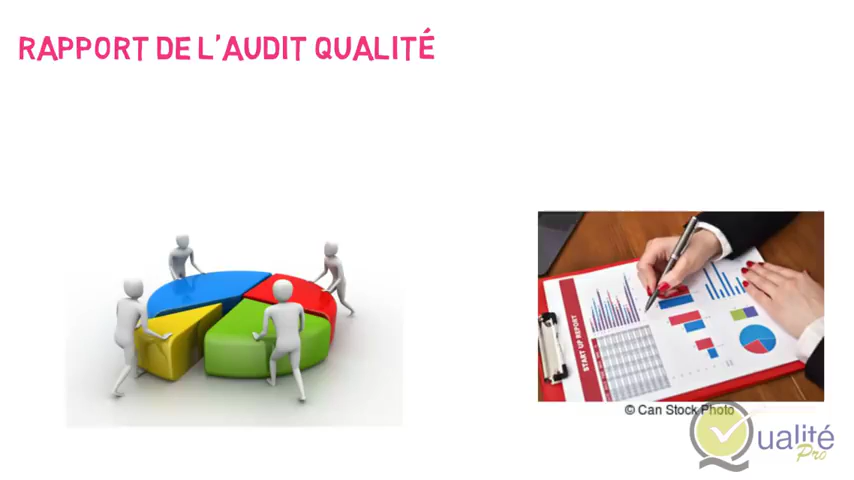 RAPPORT DE L'AUDIT QUALITÉ
START UP REPORT
© Can Stock Photo
Qualité
Pro